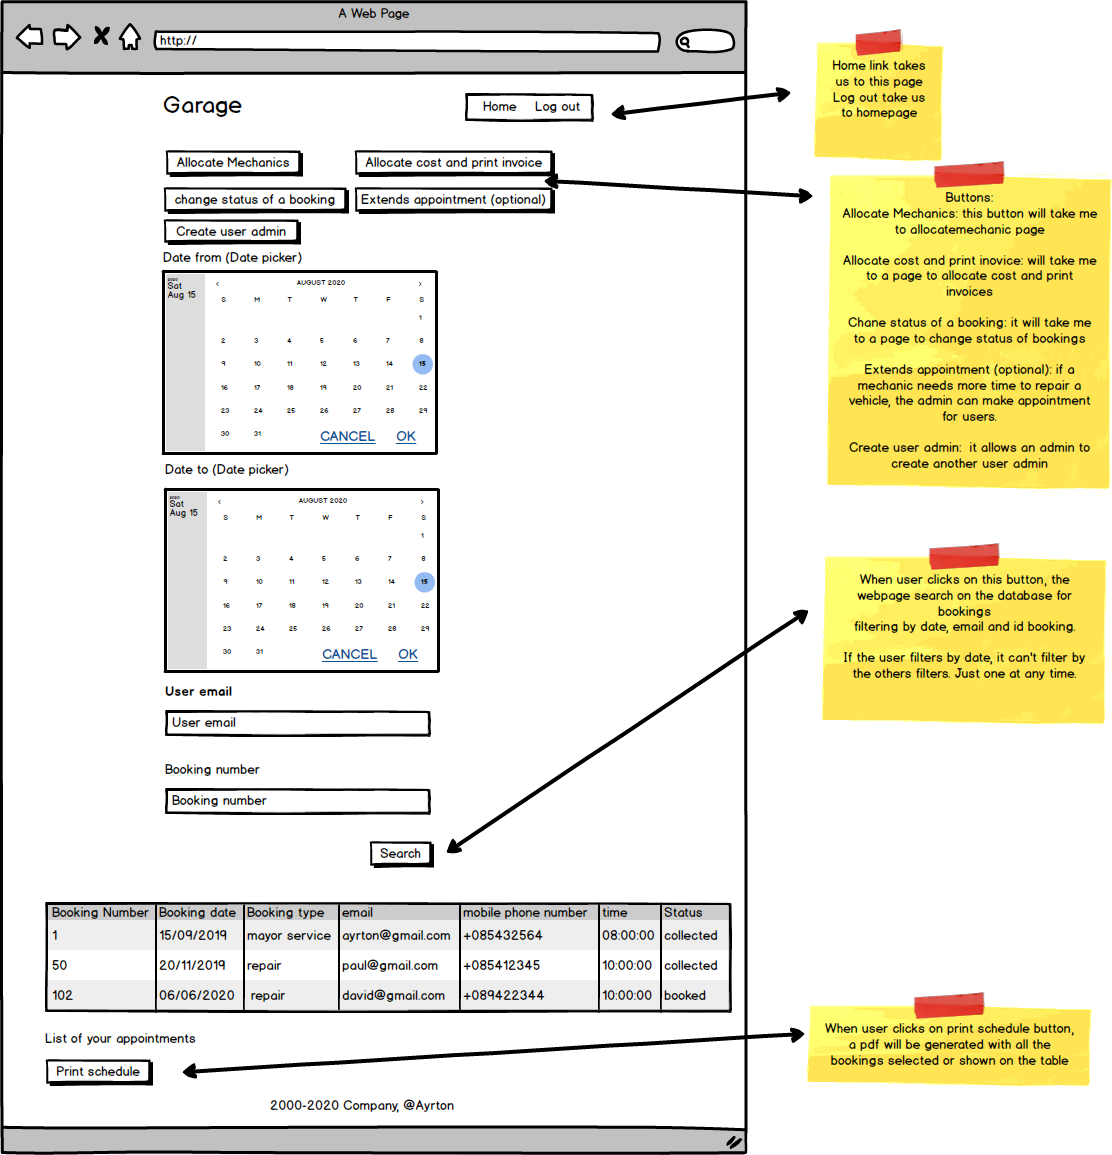 A Web Page
http://
Garage
Home Log out
Allocate Mechanics
Allocate cost and print invoice
change status of a booking
Extends appointment (optional)
Create user admin
Date from (Date picker)
2020
Sat
Aug 15
‹ AUGUST 2020 ›
S M T W T F S
1
2 3 4 5 6 7 8
9 10 11 12 13 14 15
16 17 18 19 20 21 22
23 24 25 26 27 28 29
30 31
CANCEL OK
Date to (Date picker)
2020
Sat
Aug 15
‹ AUGUST 2020 ›
S M T W T F S
1
2 3 4 5 6 7 8
9 10 11 12 13 14 15
16 17 18 19 20 21 22
23 24 25 26 27 28 29
30 31
CANCEL OK
User email
User email
Booking number
Booking number
Search
Booking Number Booking date Booking type email mobile phone number time Status
1 15/09/2019 mayor service ayrton@gmail.com +085432564 08:00:00 collected
50 20/11/2019 repair paul@gmail.com +085412345 10:00:00 collected
102 06/06/2020 repair david@gmail.com +089422344 10:00:00 booked
List of your appointments
Print schedule
2000-2020 Company, @Ayrton
Home link takes
us to this page
Log out take us
to homepage
Buttons:
Allocate Mechanics: this button will take me
to allocatemechanic page
Allocate cost and print inovice: will take me
to a page to allocate cost and print
invoices
Chane status of a booking: it will take me
to a page to change status of bookings
Extends appointment (optional): if a
mechanic needs more time to repair a
vehicle, the admin can make appointment
for users.
Create user admin: it allows an admin to
create another user admin
When user clicks on this button, the
webpage search on the database for
bookings
filtering by date, email and id booking.
If the user filters by date, it can't filter by
the others filters. Just one at any time.
When user clicks on print schedule button,
a pdf will be generated with all the
bookings selected or shown on the table